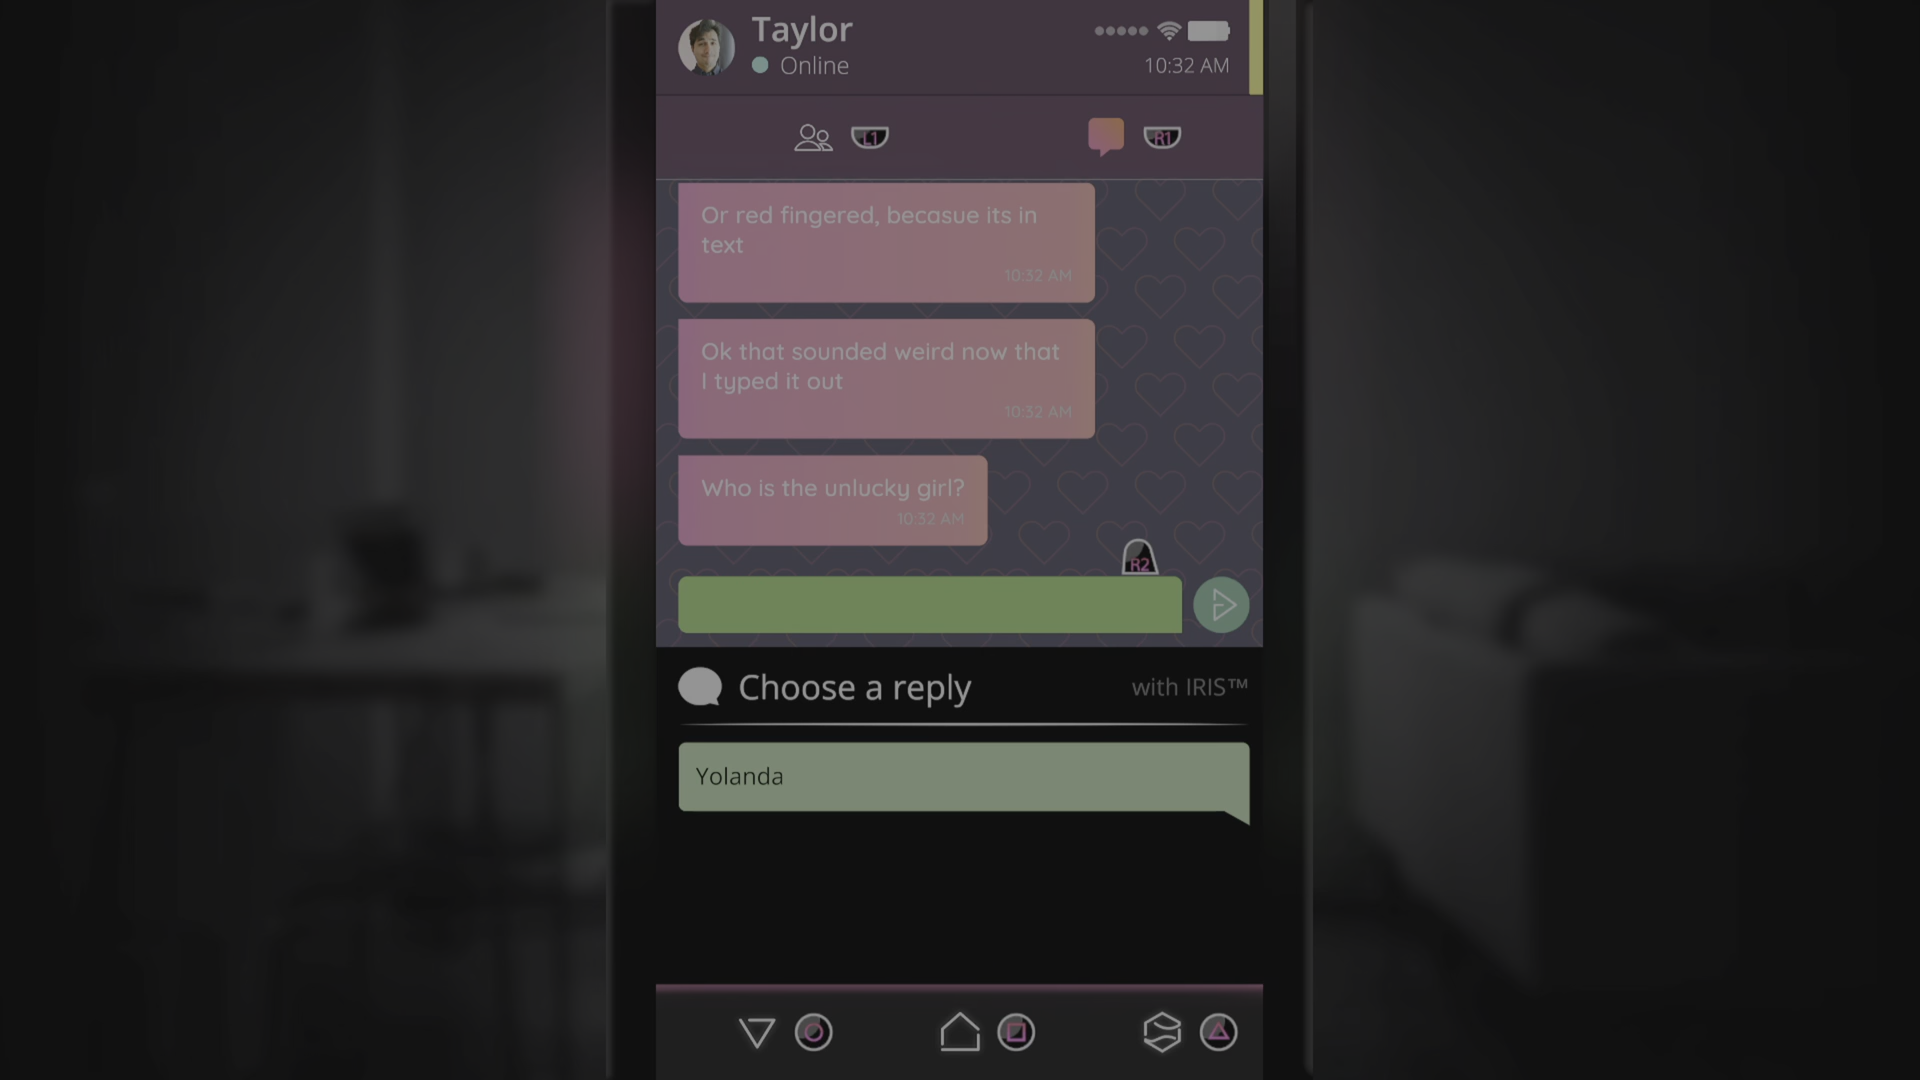 Taylor
Online
10:32 AM
L1
R1
Or red fingered, becasue its in
text
10:32 AM
Ok that sounded weird now that
I typed it out
10:32 AM
Who is the unlucky girl?
10:32 AM
R2
Choose a reply
with IRIS™
Yolanda